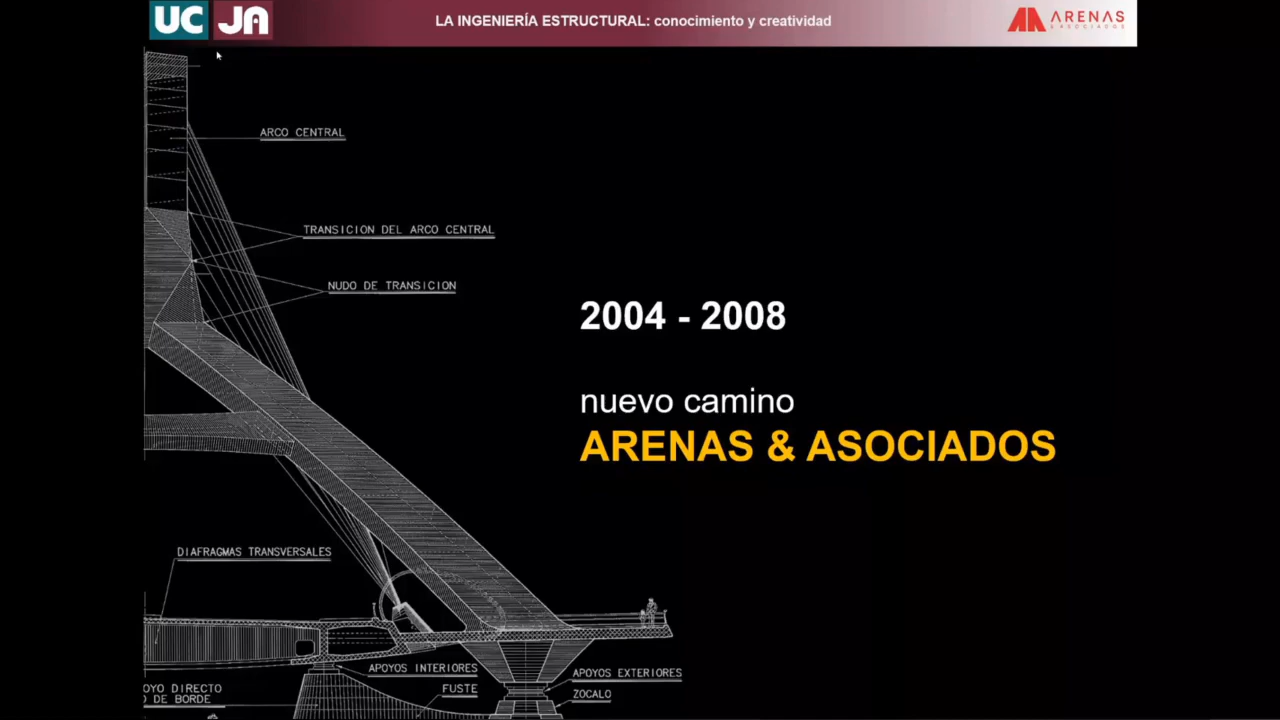 UC JA
LA INGENIERÍA ESTRUCTURAL: conocimiento y creatividad
ARENAS
& ASOCIADOS
ARCO CENTRAL
TRANSICION DEL ARCO CENTRAL
NUDO DE TRANSICION
2004 - 2008
nuevo camino
ARENAS & ASOCIADOS
DIAFRAGMAS TRANSVERSALES
APOYOS INTERIORES
APOYOS EXTERIORES
OYO DIRECTO
O DE BORDE
FUSTE
ZOCALO